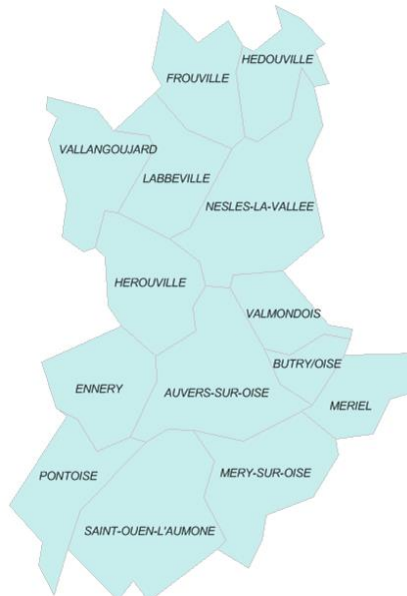 HEDOUVILLE
FROUVILLE
VALLANGOUJARD
LABBEVILLE
NESLES-LA-VALLEE
HEROUVILLE
VALMONDOIS
BUTRY/OISE
ENNERY
AUVERS-SUR-OISE
MERIEL
PONTOISE
MERY-SUR-OISE
SAINT-OUEN-L'AUMONE